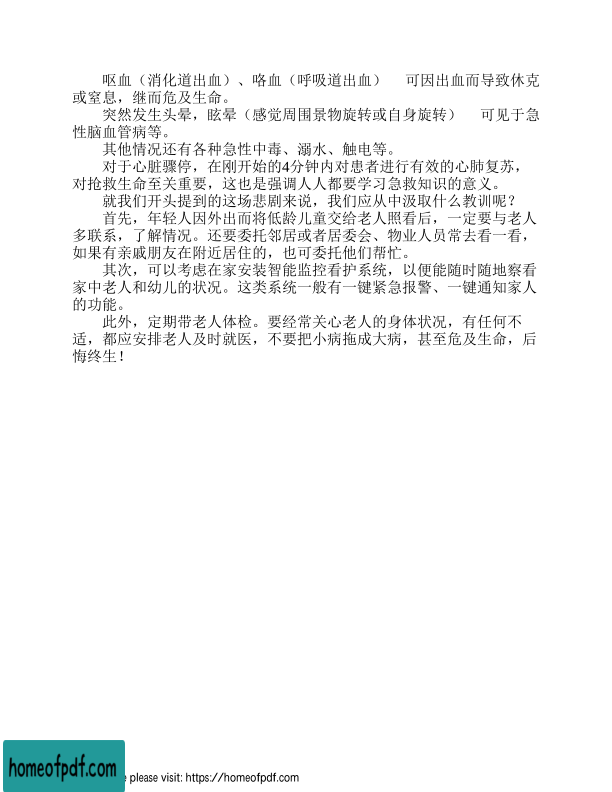 呕血（消化道出血）、咯血（呼吸道出血） 可因出血而导致休克
或窒息，继而危及生命。
突然发生头晕，眩晕（感觉周围景物旋转或自身旋转） 可见于急
性脑血管病等。
其他情况还有各种急性中毒、溺水、触电等。
对于心脏骤停，在刚开始的4分钟内对患者进行有效的心肺复苏，
对抢救生命至关重要，这也是强调人人都要学习急救知识的意义。
就我们开头提到的这场悲剧来说，我们应从中汲取什么教训呢？
首先，年轻人因外出而将低龄儿童交给老人照看后，一定要与老人
多联系，了解情况。还要委托邻居或者居委会、物业人员常去看一看，
如果有亲戚朋友在附近居住的，也可委托他们帮忙。
其次，可以考虑在家安装智能监控看护系统，以便能随时随地察看
家中老人和幼儿的状况。这类系统一般有一键紧急报警、一键通知家人
的功能。
此外，定期带老人体检。要经常关心老人的身体状况，有任何不
适，都应安排老人及时就医，不要把小病拖成大病，甚至危及生命，后
悔终生！
homeofpdf.com
e please visit: https://homeofpdf.com